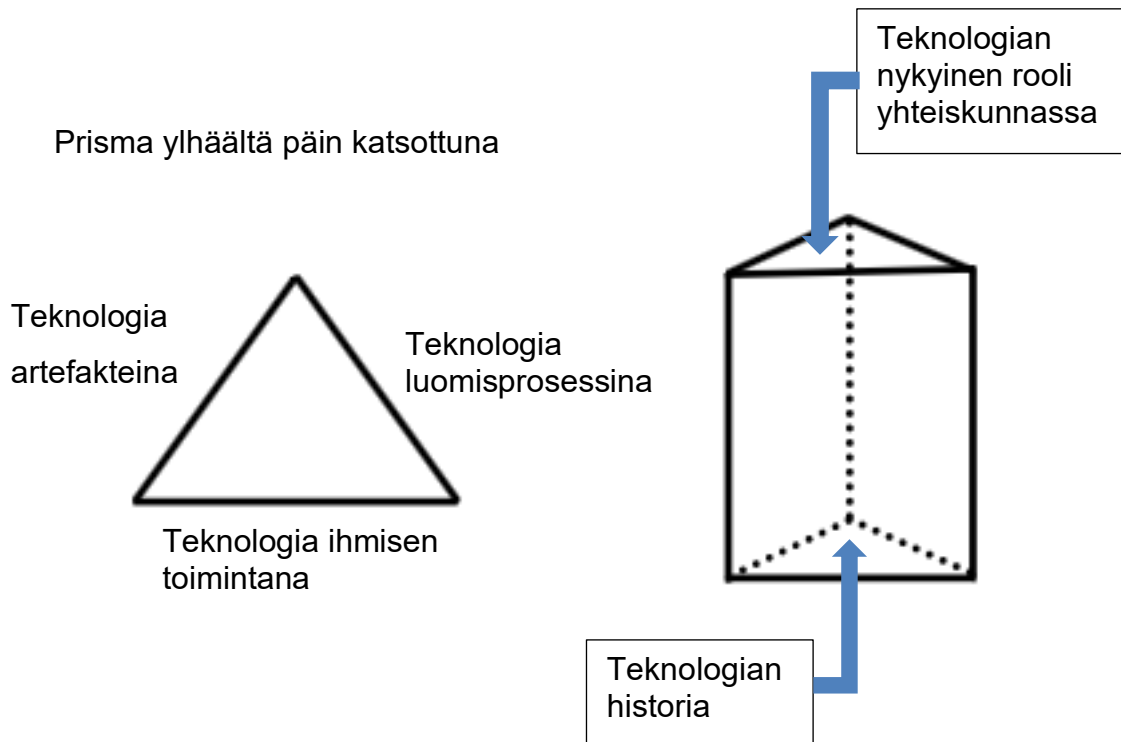 Teknologian
nykyinen rooli
yhteiskunnassa
Prisma ylhäältä päin katsottuna
Teknologia
artefakteina
Teknologia
luomisprosessina
Teknologia ihmisen
toimintana
Teknologian
historia